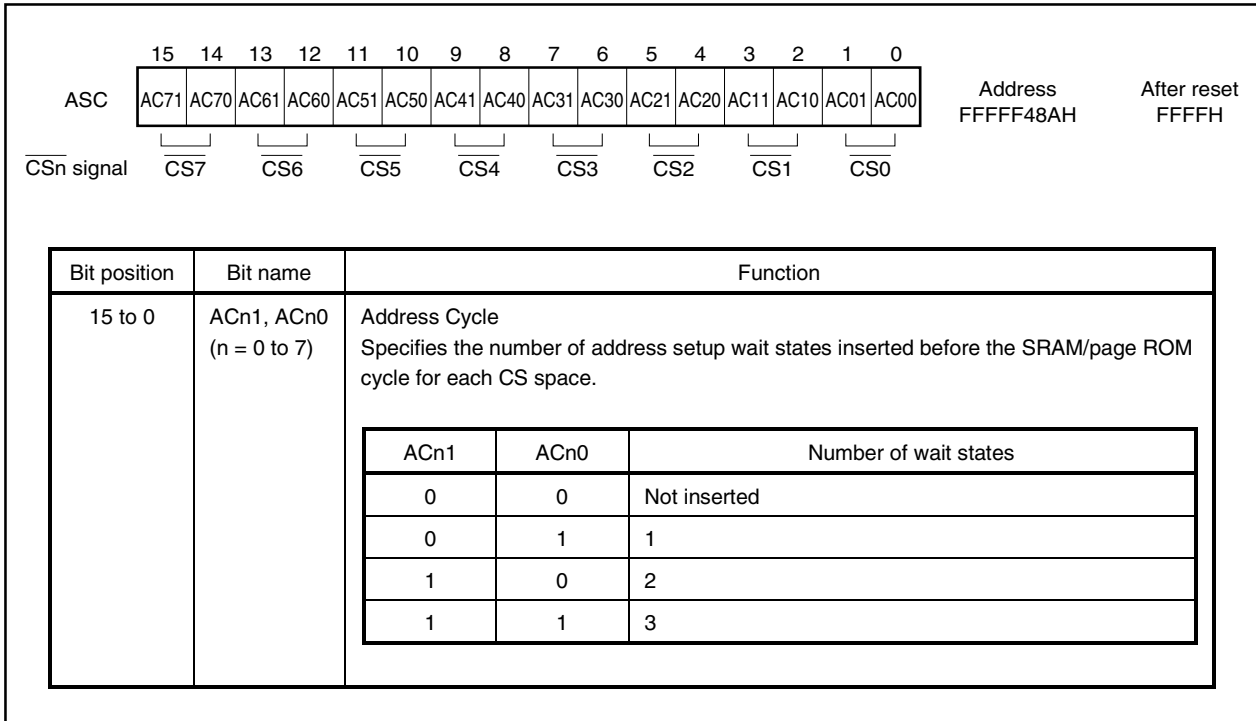 15 14 13 12 11 10 9 8 7 6 5 4 3 2 1 0
ASC AC71 AC70 AC61 AC60 AC51 AC50 AC41 AC40 AC31 AC30 AC21 AC20 AC11 AC10 AC01 AC00 Address After reset
FFFFF48AH FFFFH
CSn signal CS7 CS6 CS5 CS4 CS3 CS2 CS1 CS0
Bit position Bit name Function
15 to 0 ACn1, ACn0 Address Cycle
(n = 0 to 7) Specifies the number of address setup wait states inserted before the SRAM/page ROM
cycle for each CS space.
ACn1 ACn0 Number of wait states
0 0 Not inserted
0 1 1
1 0 2
1 1 3